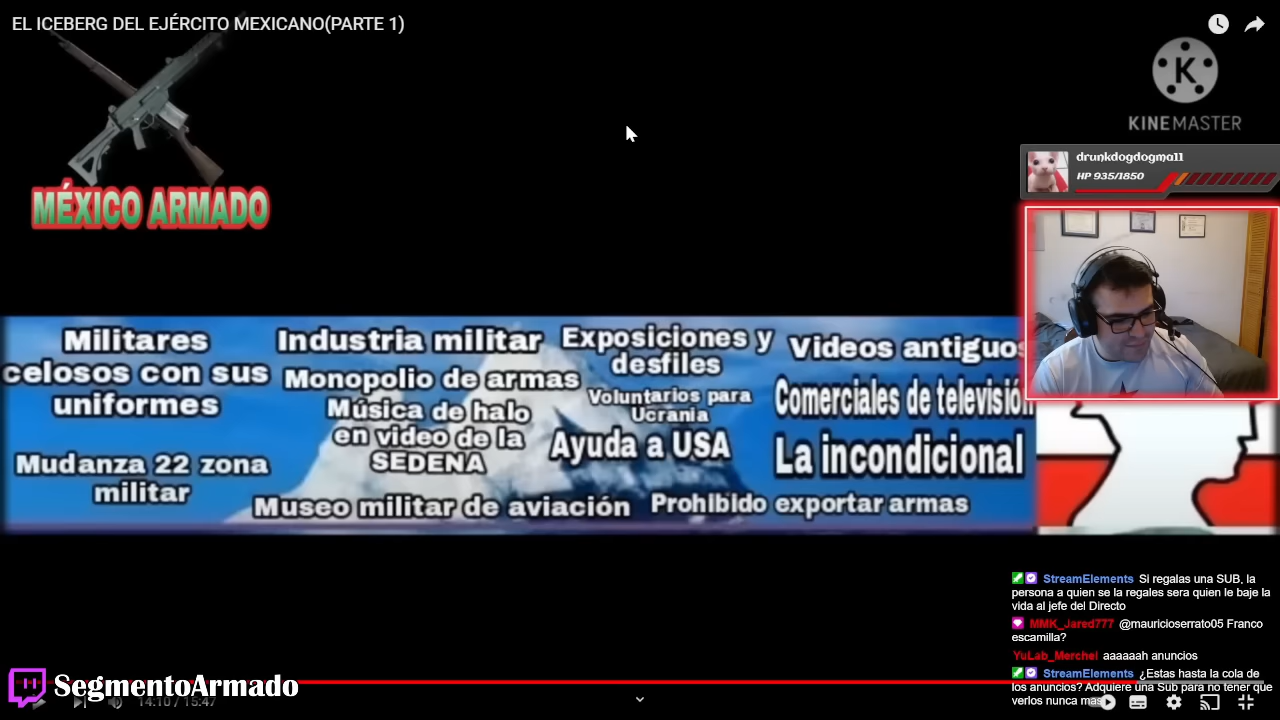 EL ICEBERG DEL EJÉRCITO MEXICANO(PARTE 1)
K
KINEMASTER
MÉXICO ARMADO
drunkdogdogma11
HP 935/1850
Militares
celosos con sus
uniformes
Mudanza 22 zona
militar
Industria militar
Monopolio de armas
Música de halo
en video de la
SEDENA
Museo militar de aviación
Exposiciones y
desfiles
Voluntarios para
Ucrania
Ayuda a USA
Prohibido exportar armas
Videos antiguos
Comerciales de televisión
La incondicional
StreamElements Si regalas una SUB, la
persona a quien se la regales sera quien le baje la
vida al jefe del Directo
MMK_Jared777 @mauricioserrato05 Franco
escamilla?
YuLab_Merchel aaaaaah anuncios
StreamElements ¿Estas hasta la cola de
los anuncios? Adquiere una Sub para no tener que
verlos nunca mas
SegmentoArmado
14:10 / 15:47